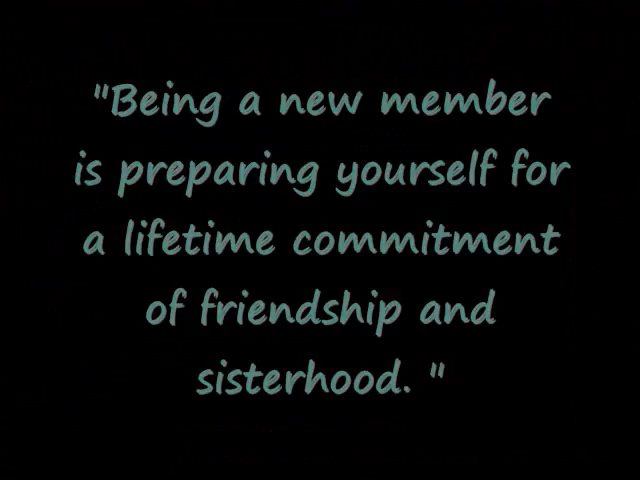 "Being a new member
is preparing yourself for
a lifetime commitment
of friendship and
sisterhood. "